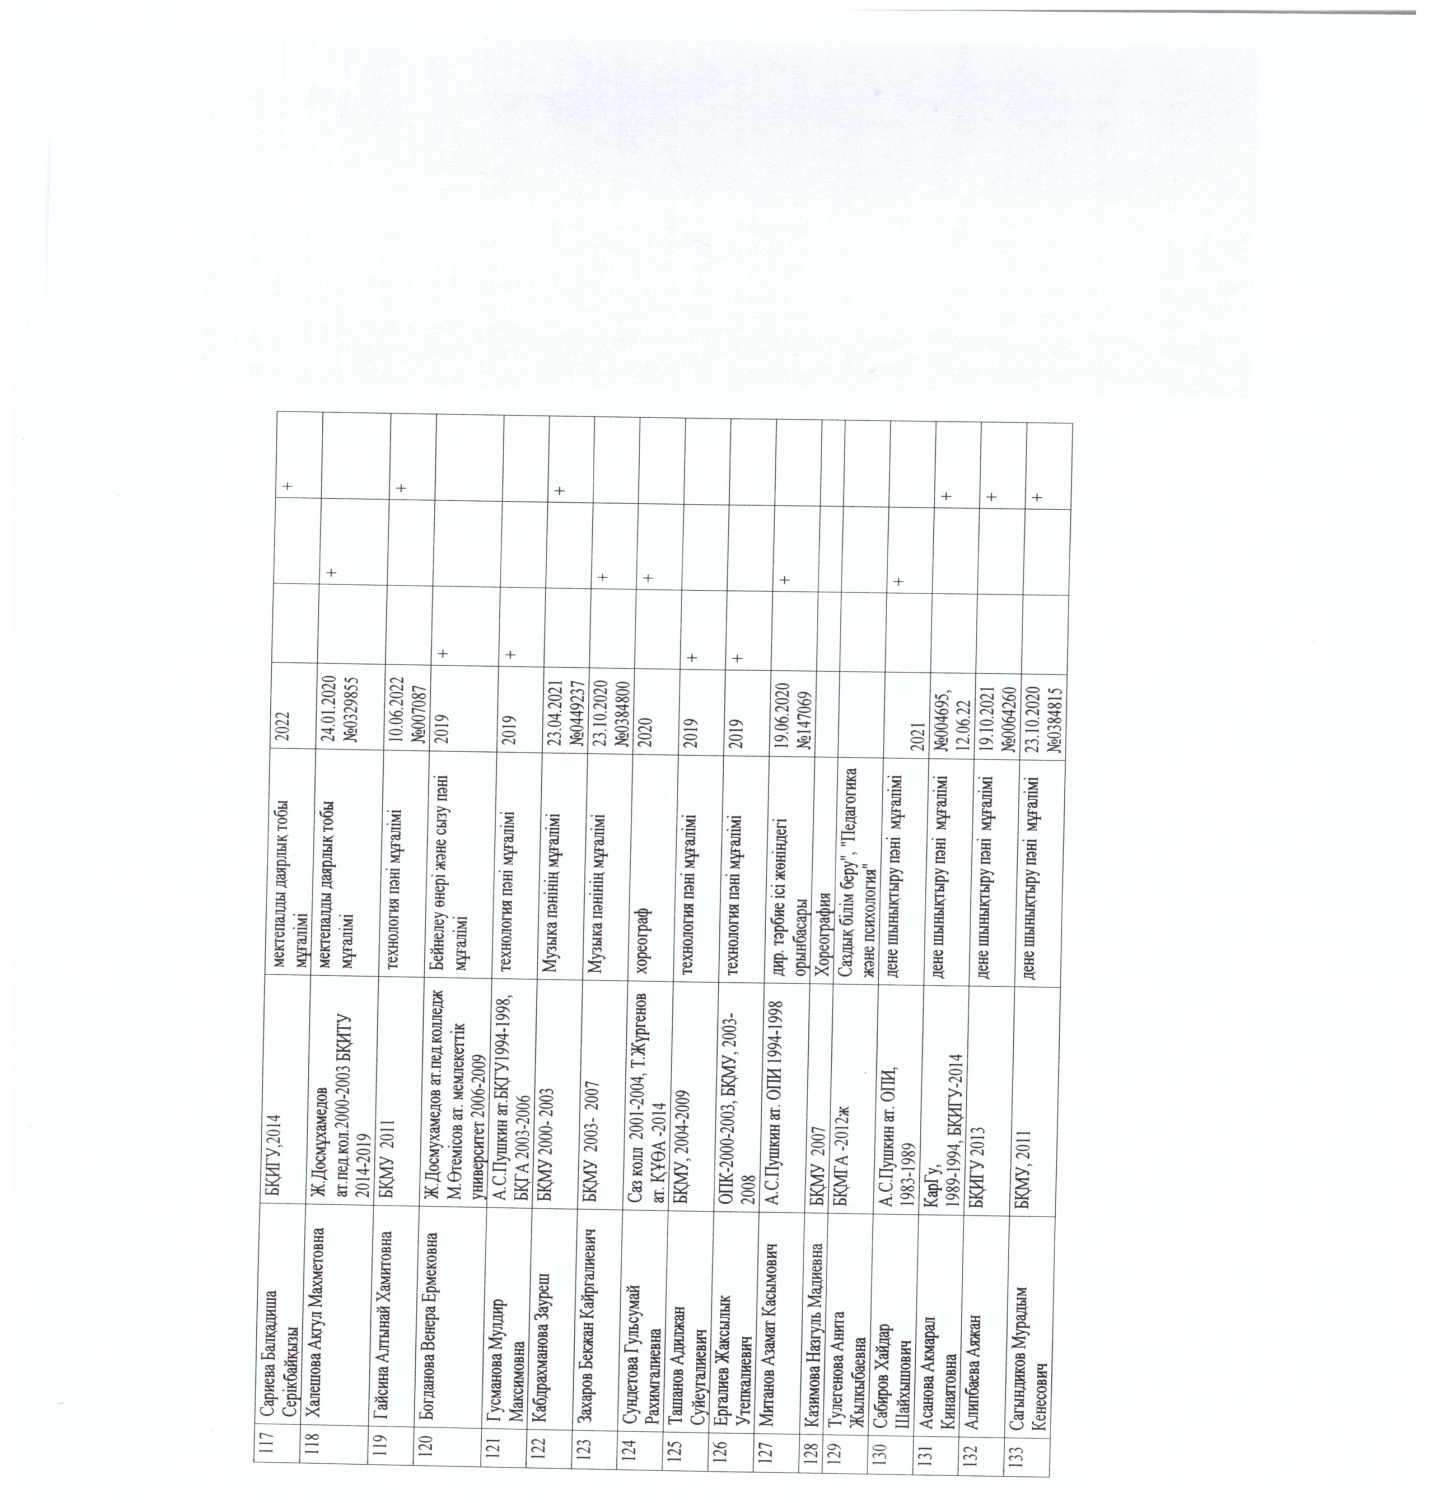 117 Сариева Балкадиша БҚИГУ,2014 мектепалды даярлық тобы 2022 +
Серікбайқызы мұғалімі
118 Халешова Акгул Махметовна Ж.Досмұхамедов мектепалды даярлық тобы 24.01.2020 +
ат.пед.кол.2000-2003 БҚИТУ мұғалімі №0329855
2014-2019
119 Гайсина Алтынай Хамитовна БҚМУ 2011 технология пәні мұғалімі 10.06.2022 +
№007087
120 Богданова Венера Ермековна Ж.Досмухамедов ат.пед.колледж Бейнелеу өнері және сызу пәні 2019 +
М.Өтемісов ат. мемлекеттік мұғалімі
университет 2006-2009
121 Гусманова Мулдир А.С.Пушкин ат.БҚГУ1994-1998, технология пәні мұғалімі 2019 +
Максимовна БКГА 2003-2006
122 Кабдрахманова Зауреш БҚМУ 2000- 2003 Музыка пәнінің мұғалімі 23.04.2021 +
№0449237
123 Захаров Бекжан Кайргалиевич БҚМУ 2003- 2007 Музыка пәнінің мұғалімі 23.10.2020 +
№0384800
124 Сундетова Гульсумай Саз колл 2001-2004, Т.Жүргенов хореограф 2020 +
Рахимгалиевна ат. ҚҰӨА -2014
125 Ташанов Адилжан БҚМУ, 2004-2009 технология пәні мұғалімі 2019 +
Суйеугалиевич
126 Ергалиев Жаксылык ОПК-2000-2003, БҚМУ, 2003- технология пәні мұғалімі 2019 +
Утепкалиевич 2008
127 Митанов Азамат Касымович А.С.Пушкин ат. ОПИ 1994-1998 дир. тәрбие ісі жөніндегі 19.06.2020 +
орынбасары №147069
128 Казимова Назгуль Мадиевна БҚМУ 2007 Хореография
129 Тулегенова Анита БҚМГА -2012ж Саздық білім беру", "Педагогика
Жылкыбаевна және психология"
130 Сабиров Хайдар А.С.Пушкин ат. ОПИ, дене шынықтыру пәні мұғалімі +
Шайхышович 1983-1989 2021
131 Асанова Акмарал КарГу, дене шынықтыру пәні мұғалімі №004695, +
Кинаятовна 1989-1994, БҚИГУ-2014 12.06.22
132 Алипбаева Аяжан БҚИГУ 2013 дене шынықтыру пәні мұғалімі 19.10.2021 +
№0064260
133 Сагындиков Мурадым БҚМУ, 2011 дене шынықтыру пәні мұғалімі 23.10.2020 +
Кенесович №0384815